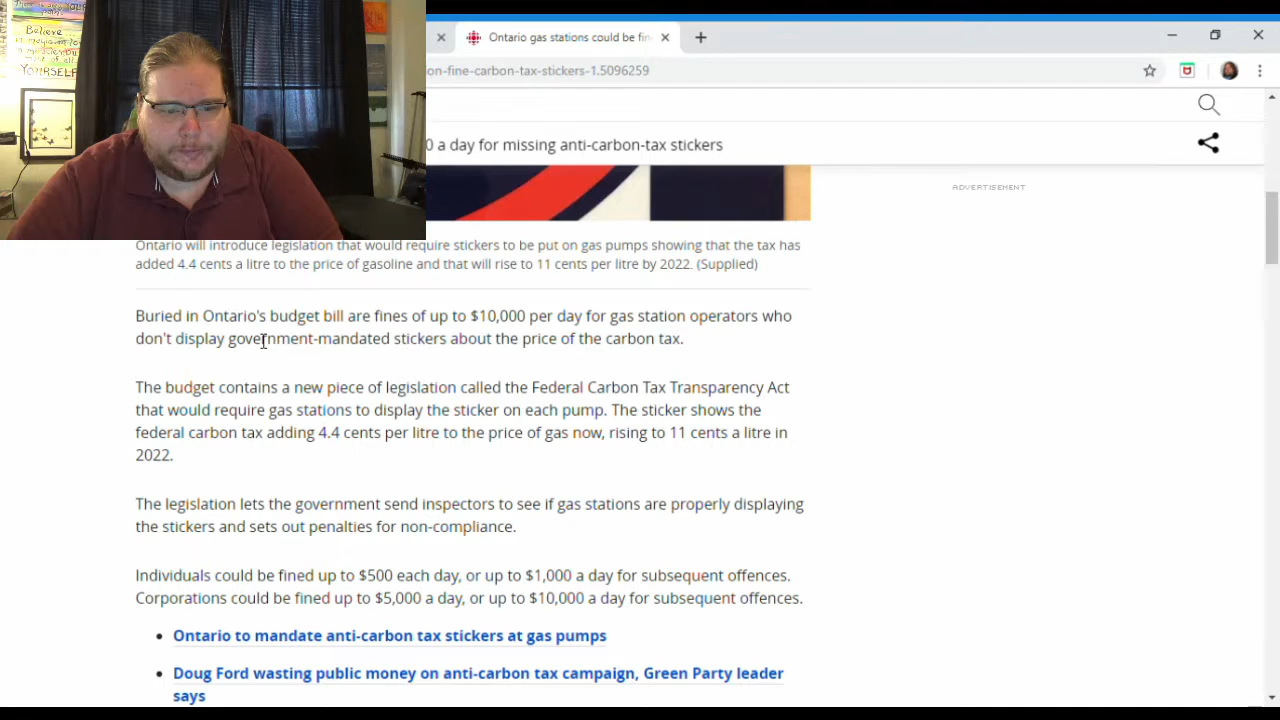 Believe
YOURSELF
Ontario gas stations could be fin
on-fine-carbon-tax-stickers-1.5096259
0 a day for missing anti-carbon-tax stickers
ADVERTISEMENT
Ontario will introduce legislation that would require stickers to be put on gas pumps showing that the tax has
added 4.4 cents a litre to the price of gasoline and that will rise to 11 cents per litre by 2022. (Supplied)
Buried in Ontario's budget bill are fines of up to $10,000 per day for gas station operators who
don't display government-mandated stickers about the price of the carbon tax.
The budget contains a new piece of legislation called the Federal Carbon Tax Transparency Act
that would require gas stations to display the sticker on each pump. The sticker shows the
federal carbon tax adding 4.4 cents per litre to the price of gas now, rising to 11 cents a litre in
2022.
The legislation lets the government send inspectors to see if gas stations are properly displaying
the stickers and sets out penalties for non-compliance.
Individuals could be fined up to $500 each day, or up to $1,000 a day for subsequent offences.
Corporations could be fined up to $5,000 a day, or up to $10,000 a day for subsequent offences.
• Ontario to mandate anti-carbon tax stickers at gas pumps
• Doug Ford wasting public money on anti-carbon tax campaign, Green Party leader
says